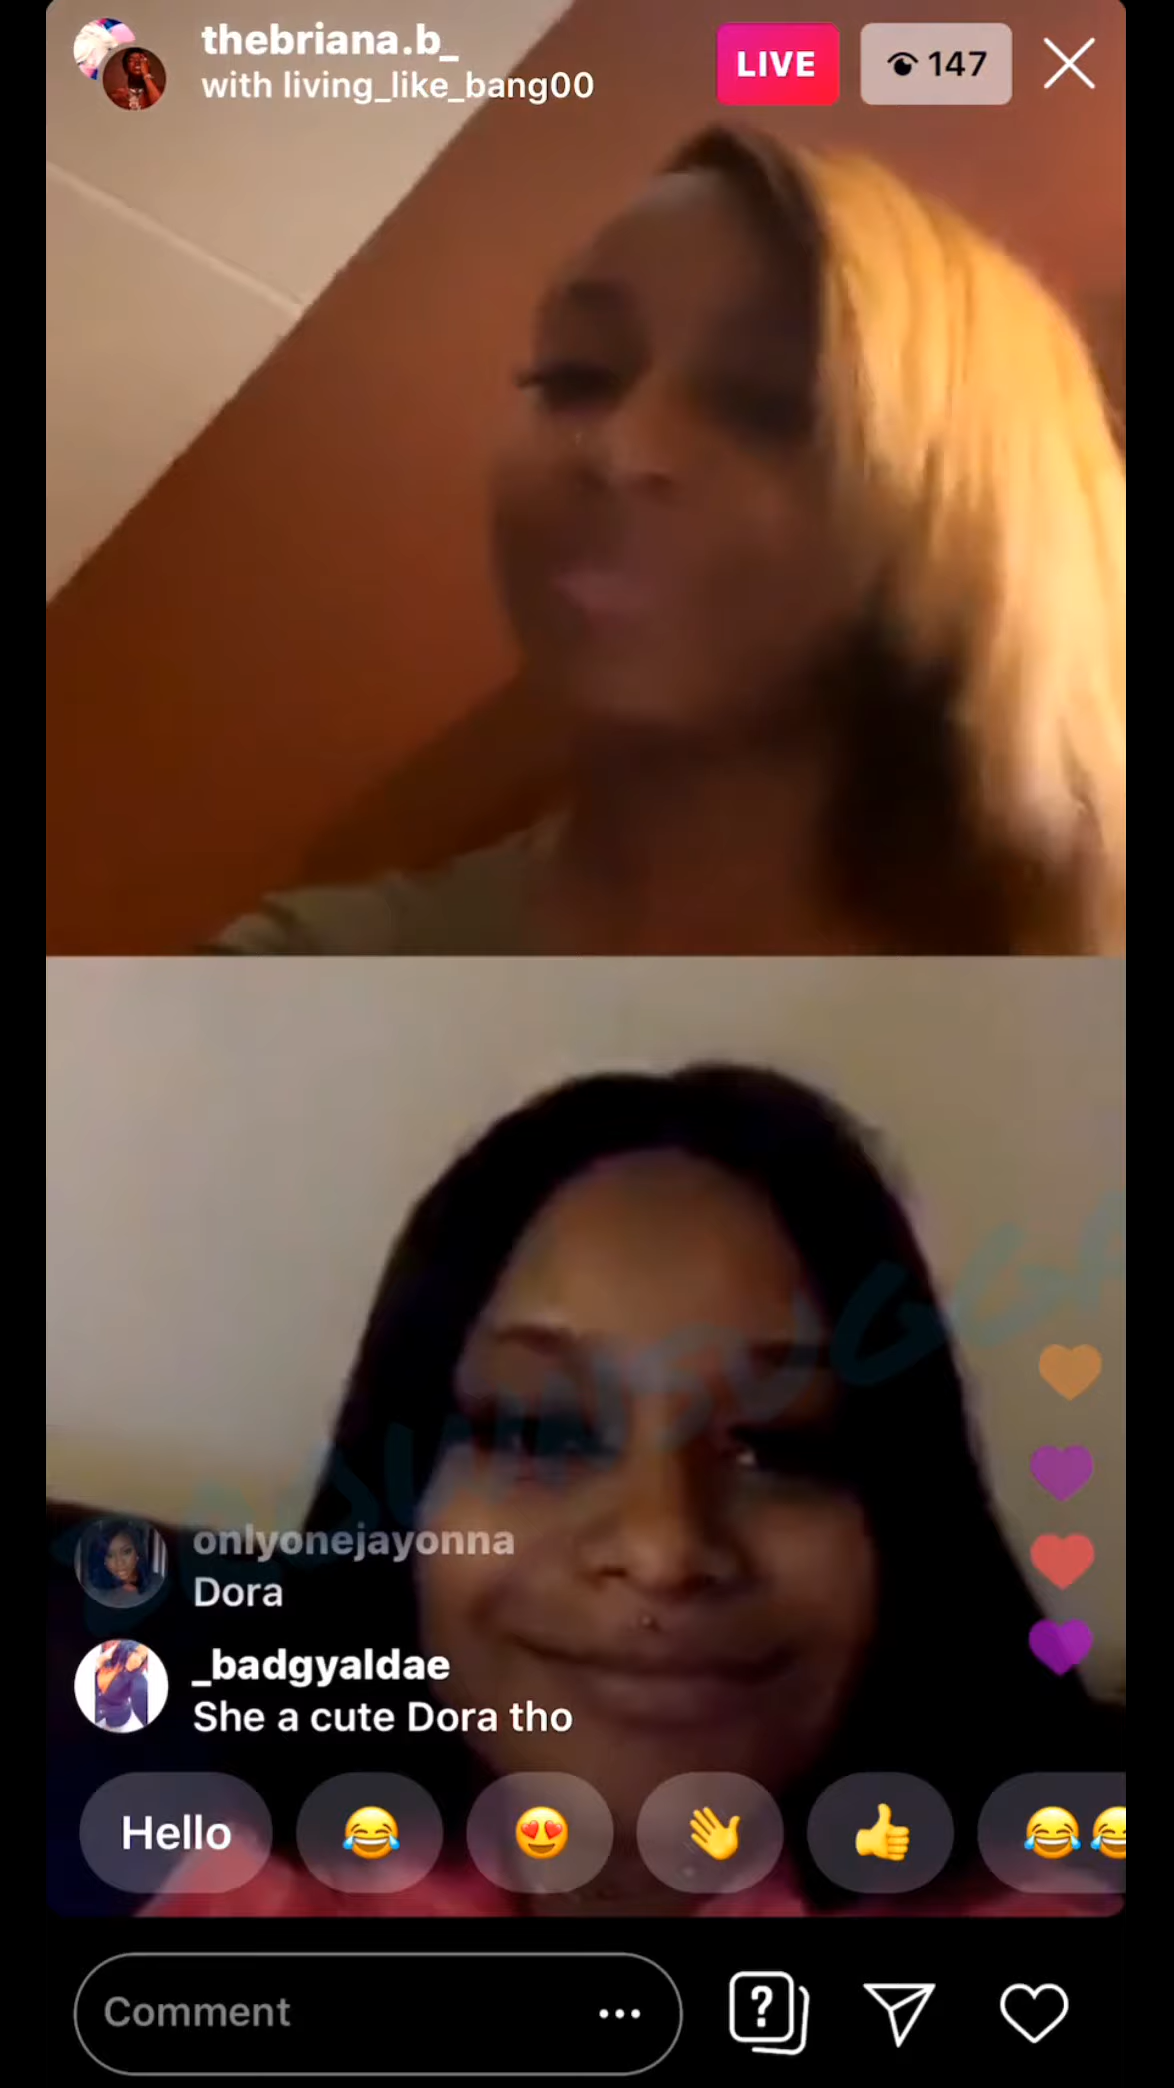 thebriana.b_
with living_like_bang00
LIVE
147
onlyonejayonna
Dora
_badgyaldae
She a cute Dora tho
Hello
Comment